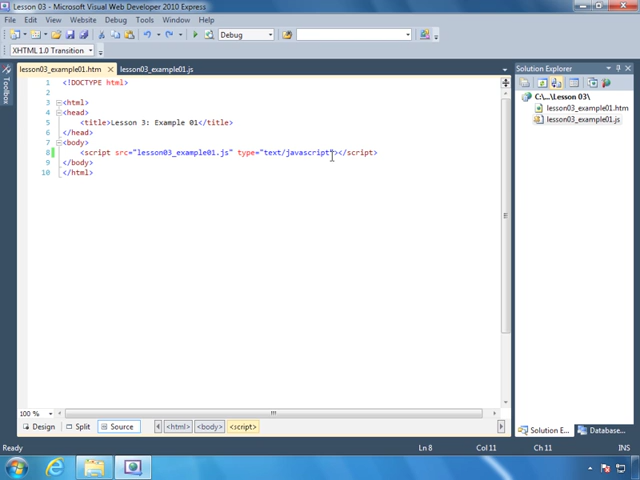 Lesson 03 - Microsoft Visual Web Developer 2010 Express
File Edit View Website Debug Tools Window Help
Debug
XHTML 1.0 Transition
lesson03_example01.htm lesson03_example01.js
Toolbox
1 <!DOCTYPE html>
2
3 <html>
4 <head>
5 <title>Lesson 3: Example 01</title>
6 </head>
7 <body>
8 <script src="lesson03_example01.js" type="text/javascript"></script>
9 </body>
10 </html>
100 %
Design Split Source <html> <body> <script>
Solution Explorer
C:\...\Lesson 03\
lesson03_example01.htm
lesson03_example01.js
Solution E... Database...
Ready Ln 8 Col 11 Ch 11 INS